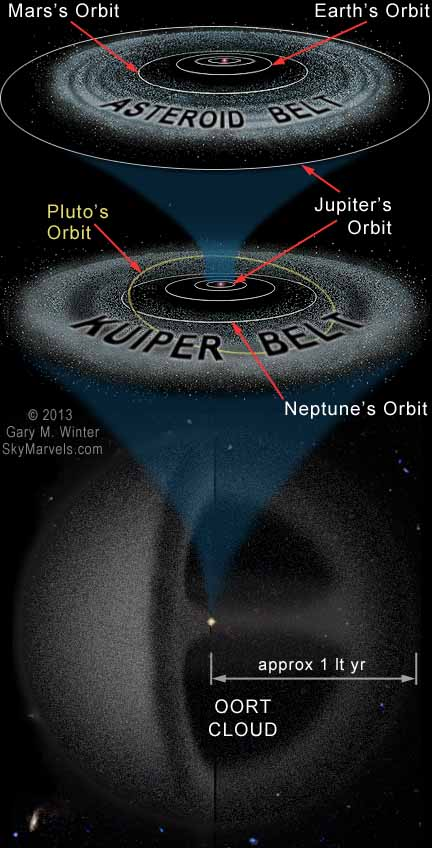 Mars's Orbit
Earth's Orbit
ASTEROID BELT
Pluto's
Orbit
Jupiter's
Orbit
KUIPER BELT
Neptune's Orbit
© 2013
Gary M. Winter
SkyMarvels.com
approx 1 lt yr
OORT
CLOUD